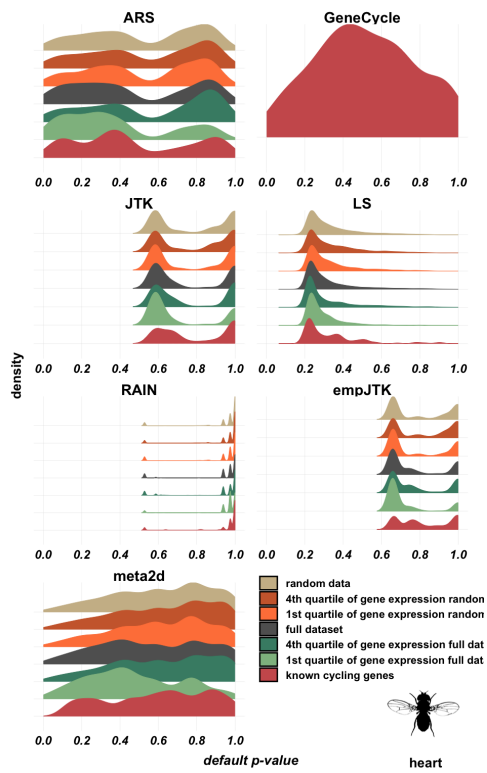 ARS
GeneCycle
0.0 0.2 0.4 0.6 0.8 1.0
0.0 0.2 0.4 0.6 0.8 1.0
JTK
LS
0.0 0.2 0.4 0.6 0.8 1.0
0.0 0.2 0.4 0.6 0.8 1.0
density
RAIN
empJTK
0.0 0.2 0.4 0.6 0.8 1.0
0.0 0.2 0.4 0.6 0.8 1.0
meta2d
0.0 0.2 0.4 0.6 0.8 1.0
random data
4th quartile of gene expression random
1st quartile of gene expression random
full dataset
4th quartile of gene expression full dat
1st quartile of gene expression full dat
known cycling genes
default p-value
heart